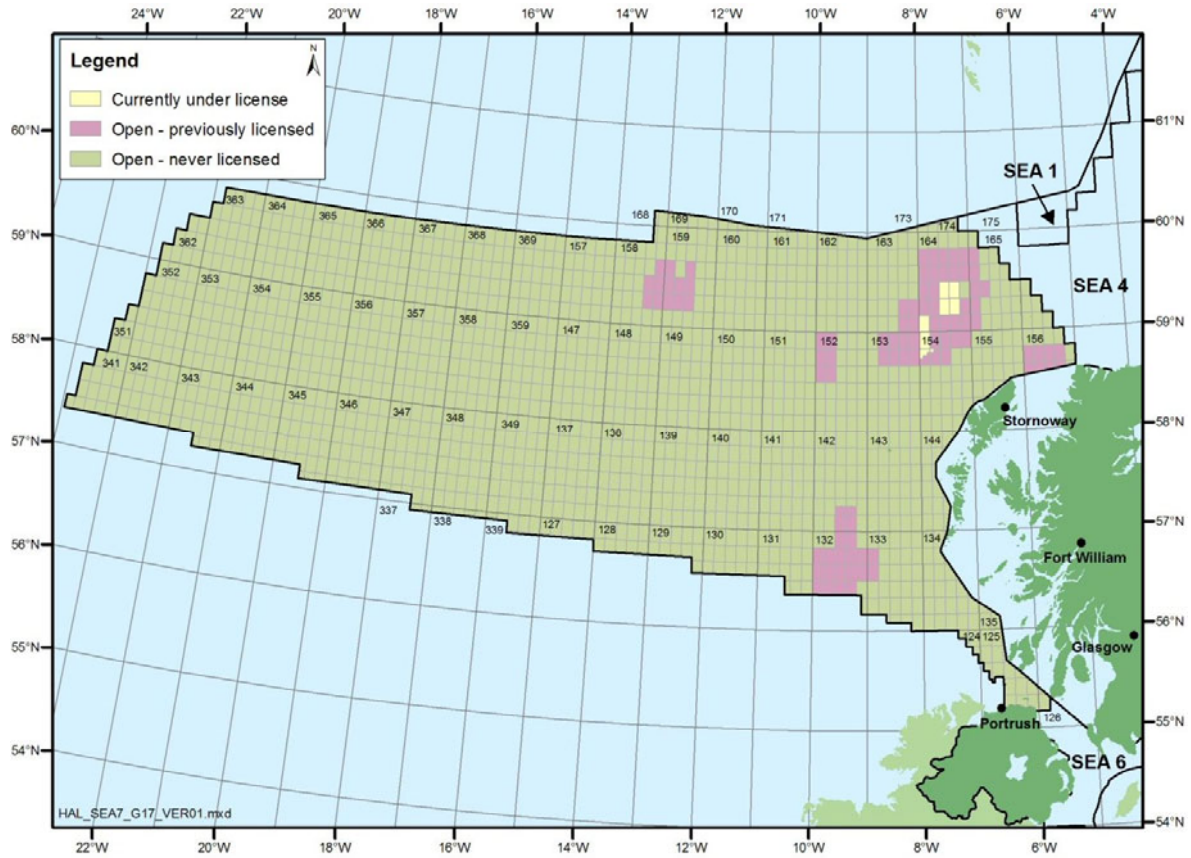 24°W 22°W 20°W 18°W 16°W 14°W 12°W 10°W 8°W 6°W 4°W
Legend
N
Currently under license
Open - previously licensed
Open - never licensed
60°N
61°N
SEA 1
363 364 365 366 367 368 369 157 158 168 169 170 171 173 174 175
159 160 161 162 163 164 165
59°N
60°N
362
352 353 354 355 356 357 358 359 147 148 149 150 151 152 153 154 155 156
SEA 4
58°N
59°N
351
341 342 343 344 345 346 347 348 349 137 139 140 141 142 143 144
Stornoway
57°N
58°N
337 338 339 127 128 129 130 131 132 133 134
57°N
56°N
Fort William
135
124 125
56°N
55°N
Glasgow
Portrush
126
55°N
54°N
SEA 6
HAL_SEA7_G17_VER01.mxd
54°N
22°W 20°W 18°W 16°W 14°W 12°W 10°W 8°W 6°W